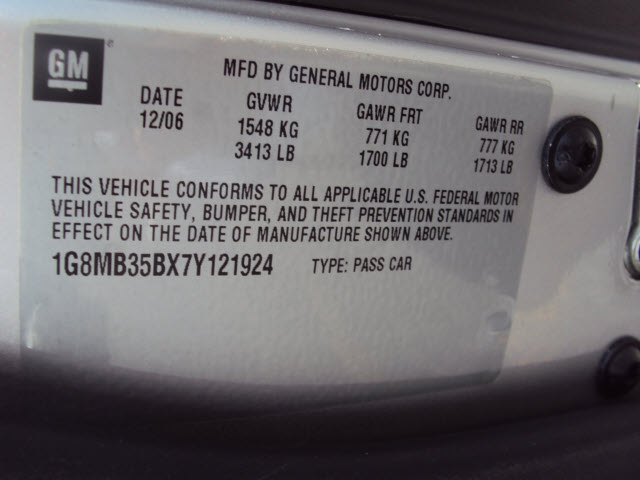 GM
MFD BY GENERAL MOTORS CORP.
DATE GVWR GAWR FRT GAWR RR
12/06 1548 KG 771 KG 777 KG
3413 LB 1700 LB 1713 LB
THIS VEHICLE CONFORMS TO ALL APPLICABLE U.S. FEDERAL MOTOR
VEHICLE SAFETY, BUMPER, AND THEFT PREVENTION STANDARDS IN
EFFECT ON THE DATE OF MANUFACTURE SHOWN ABOVE.
1G8MB35BX7Y121924 TYPE: PASS CAR